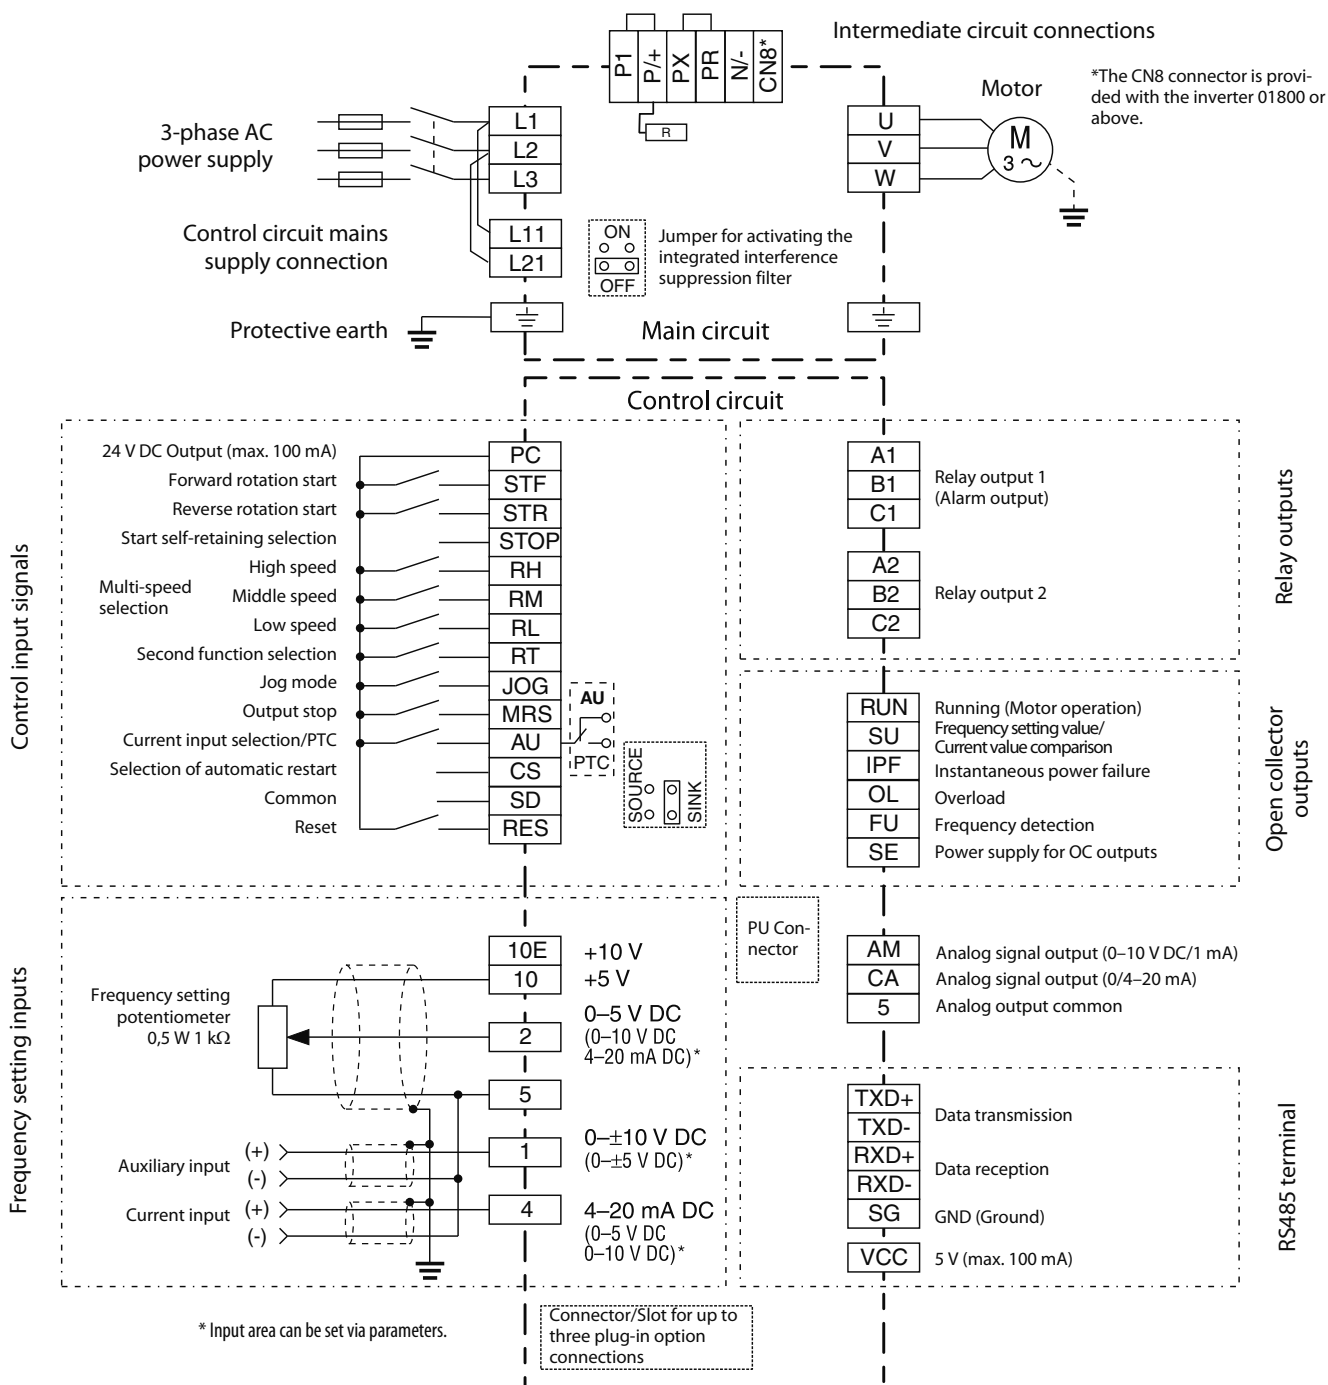 Intermediate circuit connections
P1
P/+
PX
PR
N/-
CN8*
R
*The CN8 connector is provi-
ded with the inverter 01800 or
above.
3-phase AC
power supply
L1
L2
L3
U
V
W
Motor
M
3 ~
Control circuit mains
supply connection
L11
L21
ON
OFF
Jumper for activating the
integrated interference
suppression filter
Protective earth
Main circuit
Control circuit
Control input signals
24 V DC Output (max. 100 mA)
PC
Forward rotation start
STF
Reverse rotation start
STR
Start self-retaining selection
STOP
Multi-speed
selection
High speed
RH
Middle speed
RM
Low speed
RL
Second function selection
RT
Jog mode
JOG
Output stop
MRS
Current input selection/PTC
AU
Selection of automatic restart
CS
Common
SD
Reset
RES
AU
PTC
SOURCE
SINK
Relay outputs
A1
B1
C1
Relay output 1
(Alarm output)
A2
B2
C2
Relay output 2
Open collector
outputs
RUN
Running (Motor operation)
SU
Frequency setting value/
Current value comparison
IPF
Instantaneous power failure
OL
Overload
FU
Frequency detection
SE
Power supply for OC outputs
PU Con-
nector
AM
Analog signal output (0–10 V DC/1 mA)
CA
Analog signal output (0/4–20 mA)
5
Analog output common
Frequency setting inputs
Frequency setting
potentiometer
0,5 W 1 kΩ
10E
+10 V
10
+5 V
2
0–5 V DC
(0–10 V DC
4–20 mA DC)*
5
Auxiliary input
(+)
(-)
1
0–±10 V DC
(0–±5 V DC)*
Current input
(+)
(-)
4
4–20 mA DC
(0–5 V DC
0–10 V DC)*
RS485 terminal
TXD+
TXD-
Data transmission
RXD+
RXD-
Data reception
SG
GND (Ground)
VCC
5 V (max. 100 mA)
* Input area can be set via parameters.
Connector/Slot for up to
three plug-in option
connections